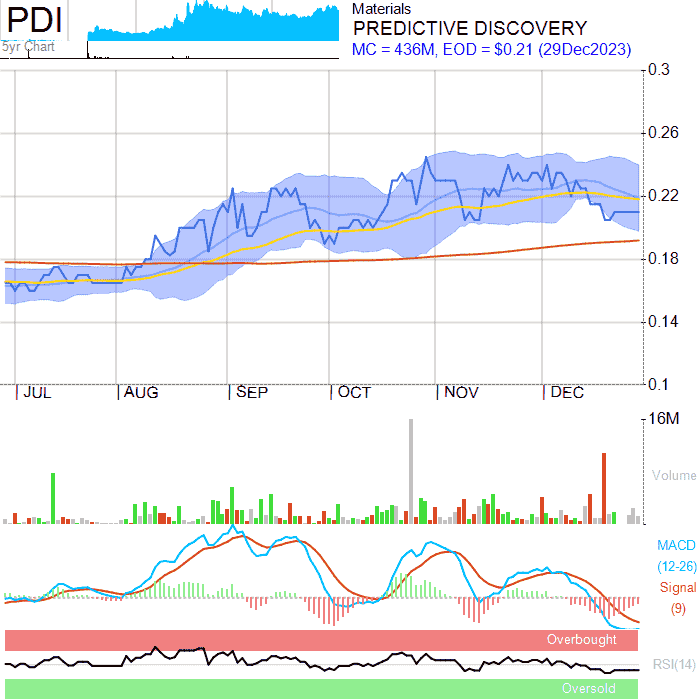 PDI
5yr Chart
Materials
PREDICTIVE DISCOVERY
MC = 436M, EOD = $0.21 (29Dec2023)
0.3
0.26
0.22
0.18
0.14
0.1
JUL AUG SEP OCT NOV DEC
16M
Volume
MACD
(12-26)
Signal
(9)
Overbought
RSI(14)
Oversold